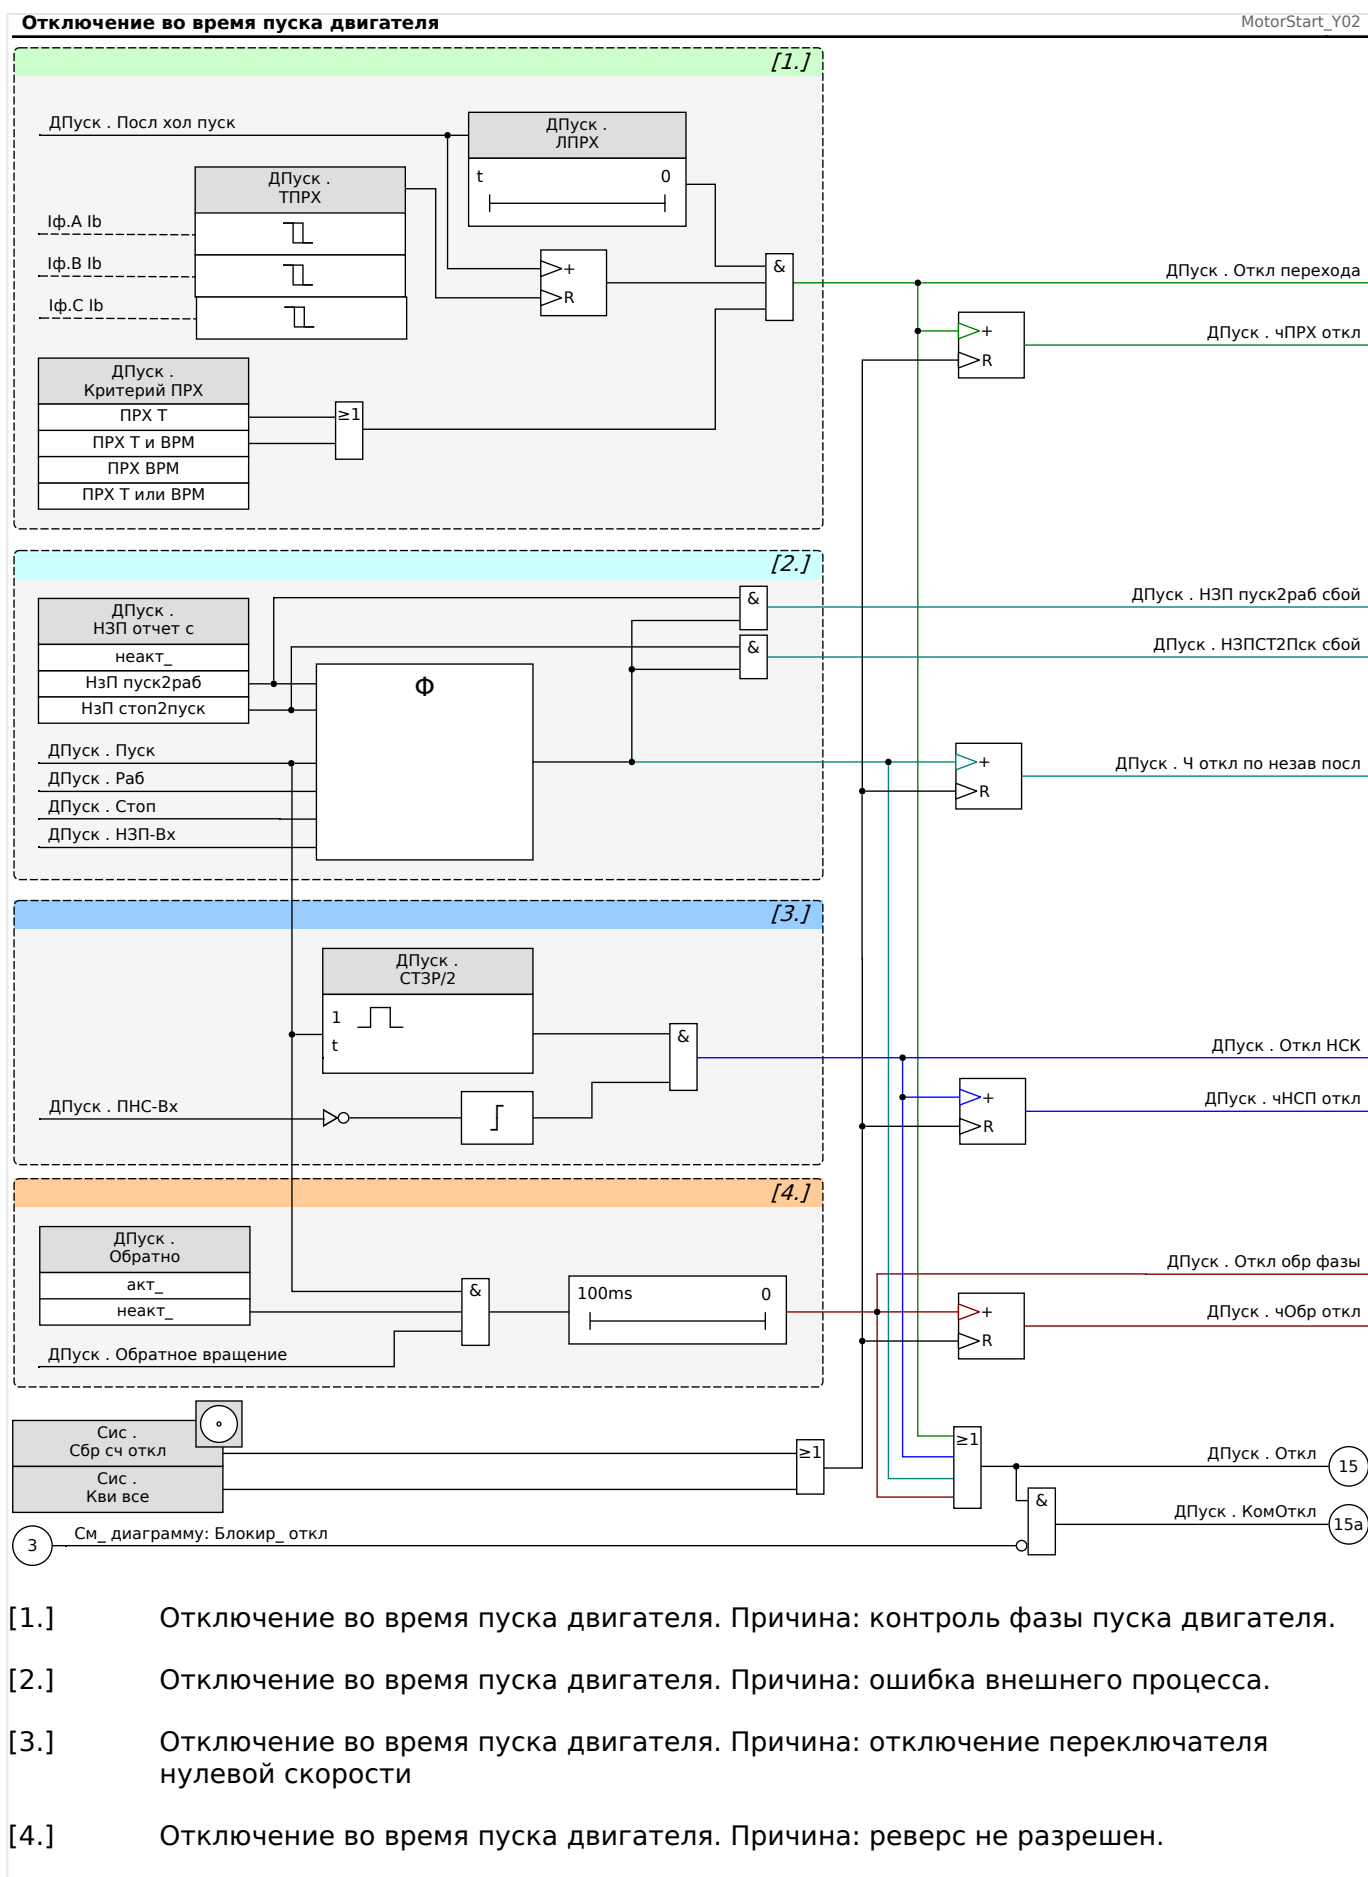 Отключение во время пуска двигателя
MotorStart_Y02
[1.]
ДПуск . Посл хол пуск
ДПуск .
ЛПРХ
t 0
ДПуск .
ТПРХ
Iф.A Ib
Iф.B Ib
Iф.C Ib
+
R
&
ДПуск . Откл перехода
+
R
ДПуск . чПРХ откл
ДПуск .
Критерий ПРХ
ПРХ Т
ПРХ Т и ВРМ
ПРХ ВРМ
ПРХ Т или ВРМ
≥1
[2.]
ДПуск .
НЗП отчет с
неакт_
НзП пуск2раб
НзП стоп2пуск
Φ
&
&
ДПуск . НЗП пуск2раб сбой
ДПуск . НЗПСТ2Пск сбой
ДПуск . Пуск
ДПуск . Раб
ДПуск . Стоп
ДПуск . НЗП-Вх
+
R
ДПуск . Ч откл по незав посл
[3.]
ДПуск .
СТЗР/2
1
t
&
ДПуск . ПНС-Вх
ДПуск . Откл НСК
+
R
ДПуск . чНСП откл
[4.]
ДПуск .
Обратно
акт_
неакт_
ДПуск . Обратное вращение
&
100ms 0
ДПуск . Откл обр фазы
+
R
ДПуск . чОбр откл
Сис .
Сбр сч откл
Сис .
Кви все
≥1
≥1
ДПуск . Откл
15
&
ДПуск . КомОткл
15a
3
См_ диаграмму: Блокир_ откл
[1.] Отключение во время пуска двигателя. Причина: контроль фазы пуска двигателя.
[2.] Отключение во время пуска двигателя. Причина: ошибка внешнего процесса.
[3.] Отключение во время пуска двигателя. Причина: отключение переключателя
нулевой скорости
[4.] Отключение во время пуска двигателя. Причина: реверс не разрешен.